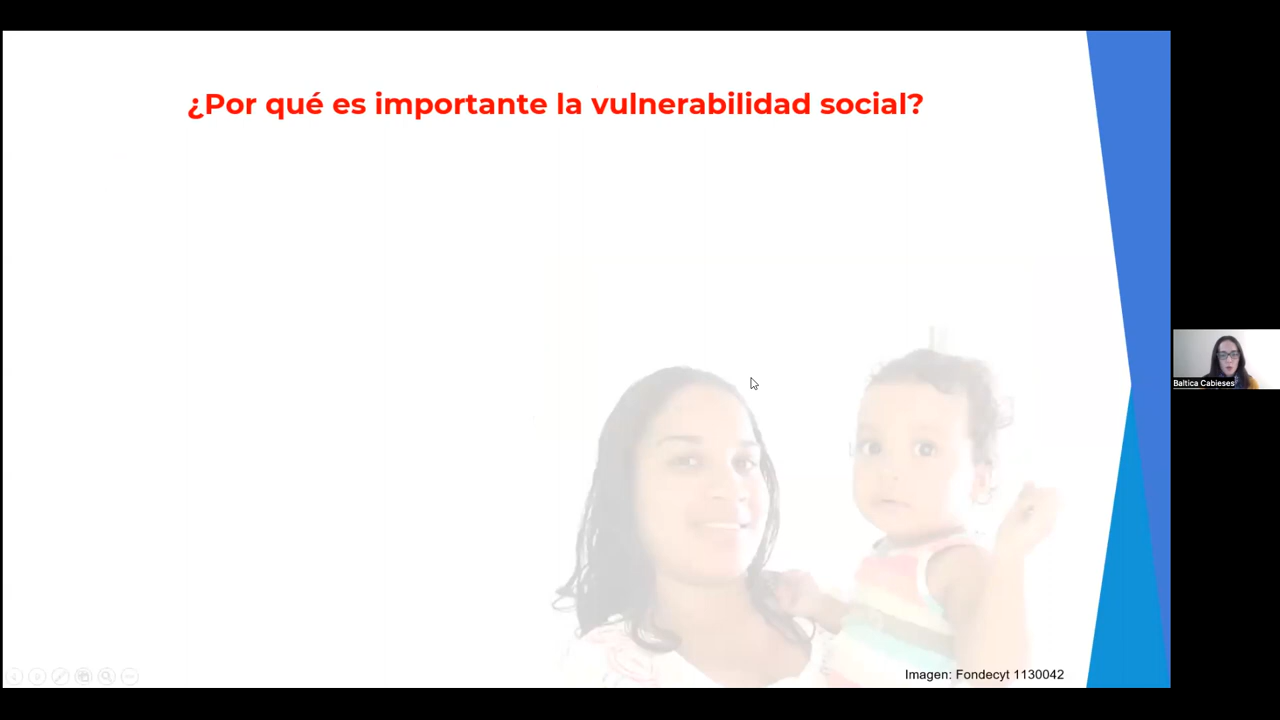 ¿Por qué es importante la vulnerabilidad social?
Baltica Cabieses
Imagen: Fondecyt 1130042